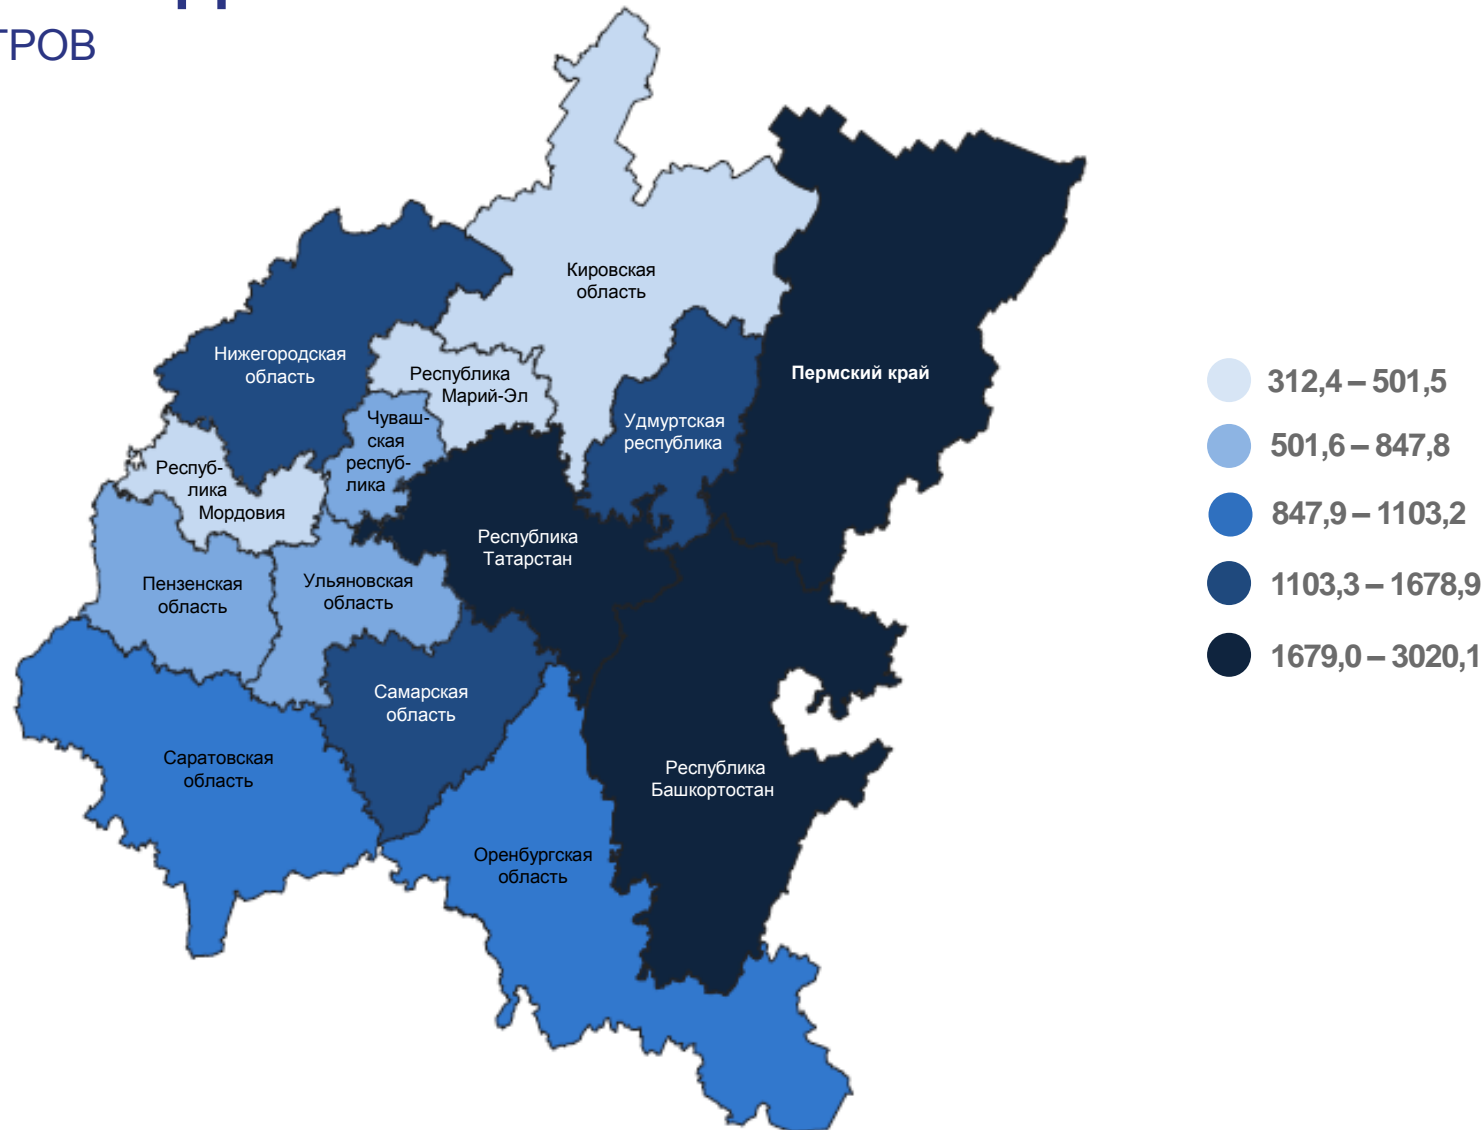 ТРОВ
Кировская
область
Нижегородская
область
Республика
Марий-Эл
Пермский край
Чуваш-
ская
респуб-
лика
Удмуртская
республика
Респуб-
лика
Мордовия
Республика
Татарстан
Пензенская
область
Ульяновская
область
Самарская
область
Саратовская
область
Республика
Башкортостан
Оренбургская
область
312,4 – 501,5
501,6 – 847,8
847,9 – 1103,2
1103,3 – 1678,9
1679,0 – 3020,1